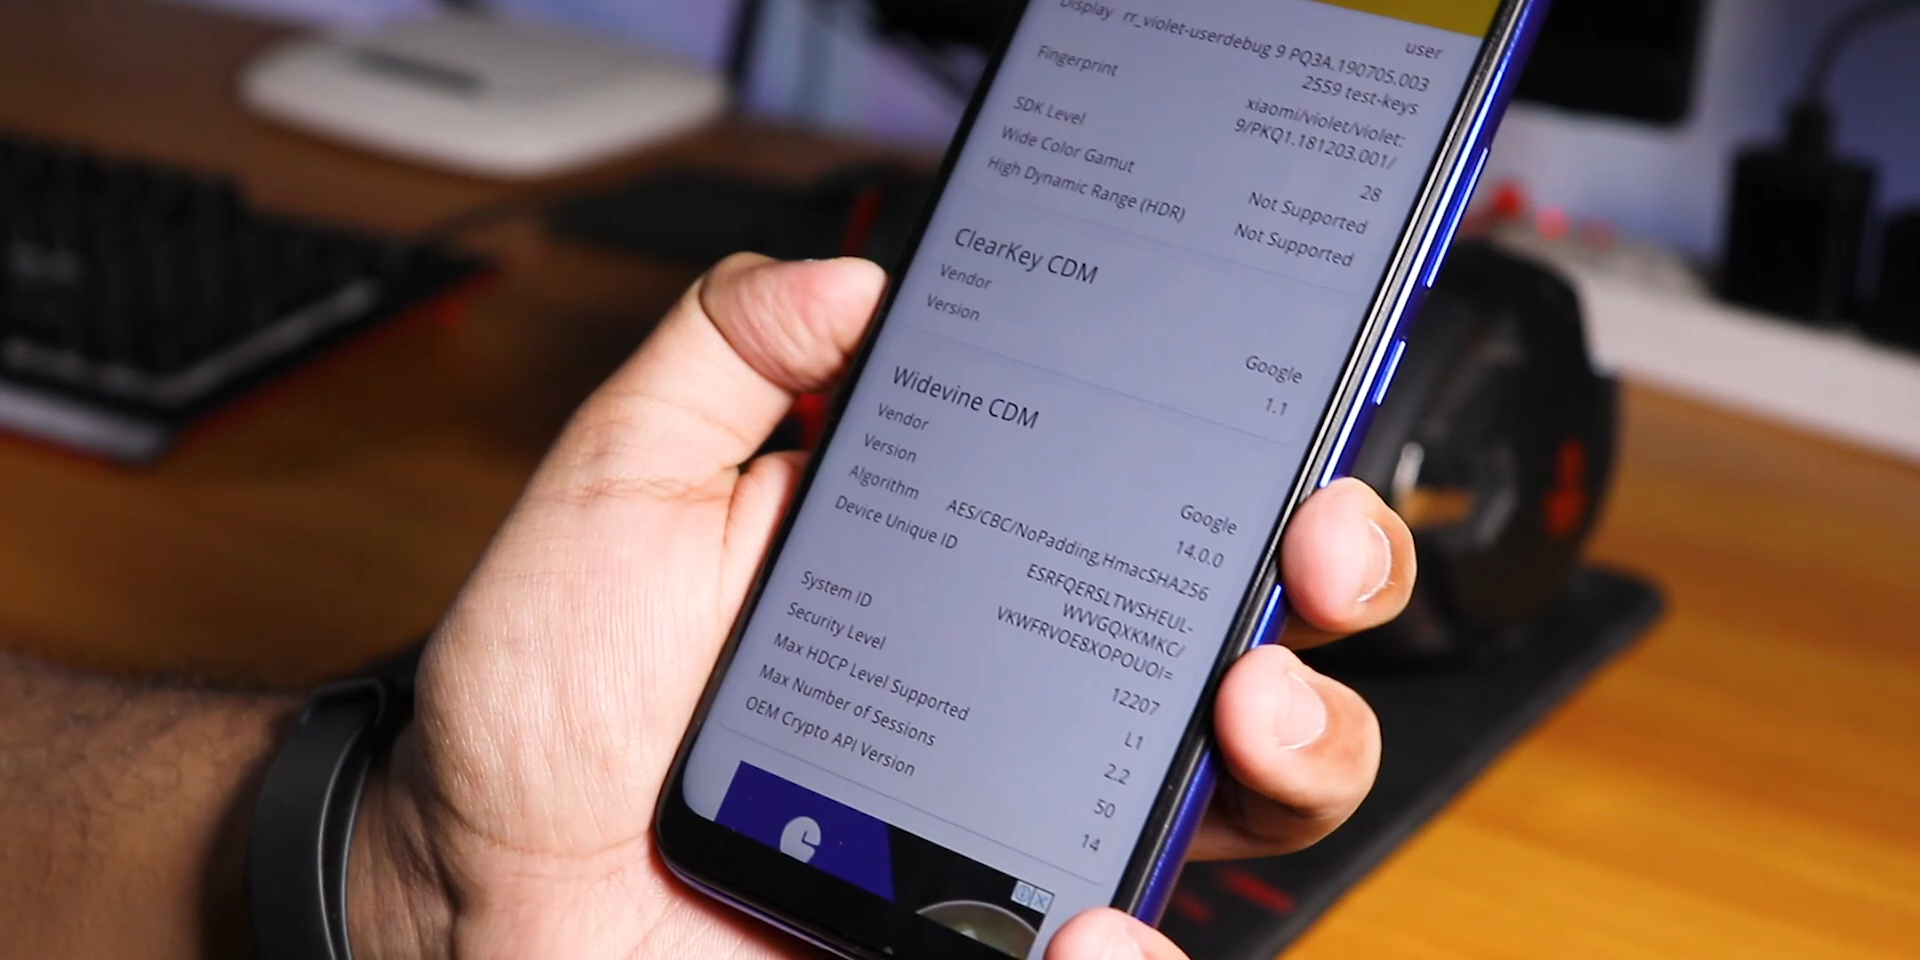 user
Display rr_violet-userdebug 9 PQ3A.190705.003
2559 test-keys
Fingerprint xiaomi/violet/violet:
9/PKQ1.181203.001/
SDK Level 28
Wide Color Gamut Not Supported
High Dynamic Range (HDR) Not Supported
ClearKey CDM
Vendor Google
Version 1.1
Widevine CDM
Vendor Google
Version 14.0.0
Algorithm AES/CBC/NoPadding,HmacSHA256
Device Unique ID ESRFQERSLTWSHEUL-
WVVGQXKMKC/
VKWFRVOE8XOPOUOI=
System ID 12207
Security Level L1
Max HDCP Level Supported 2.2
Max Number of Sessions 50
OEM Crypto API Version 14